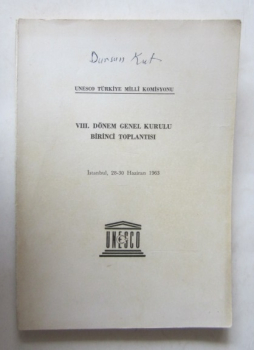 Dursun Kut
UNESCO TÜRKİYE MİLLİ KOMİSYONU
VIII. DÖNEM GENEL KURULU
BİRİNCİ TOPLANTISI
İstanbul, 28-30 Haziran 1963
UNESCO